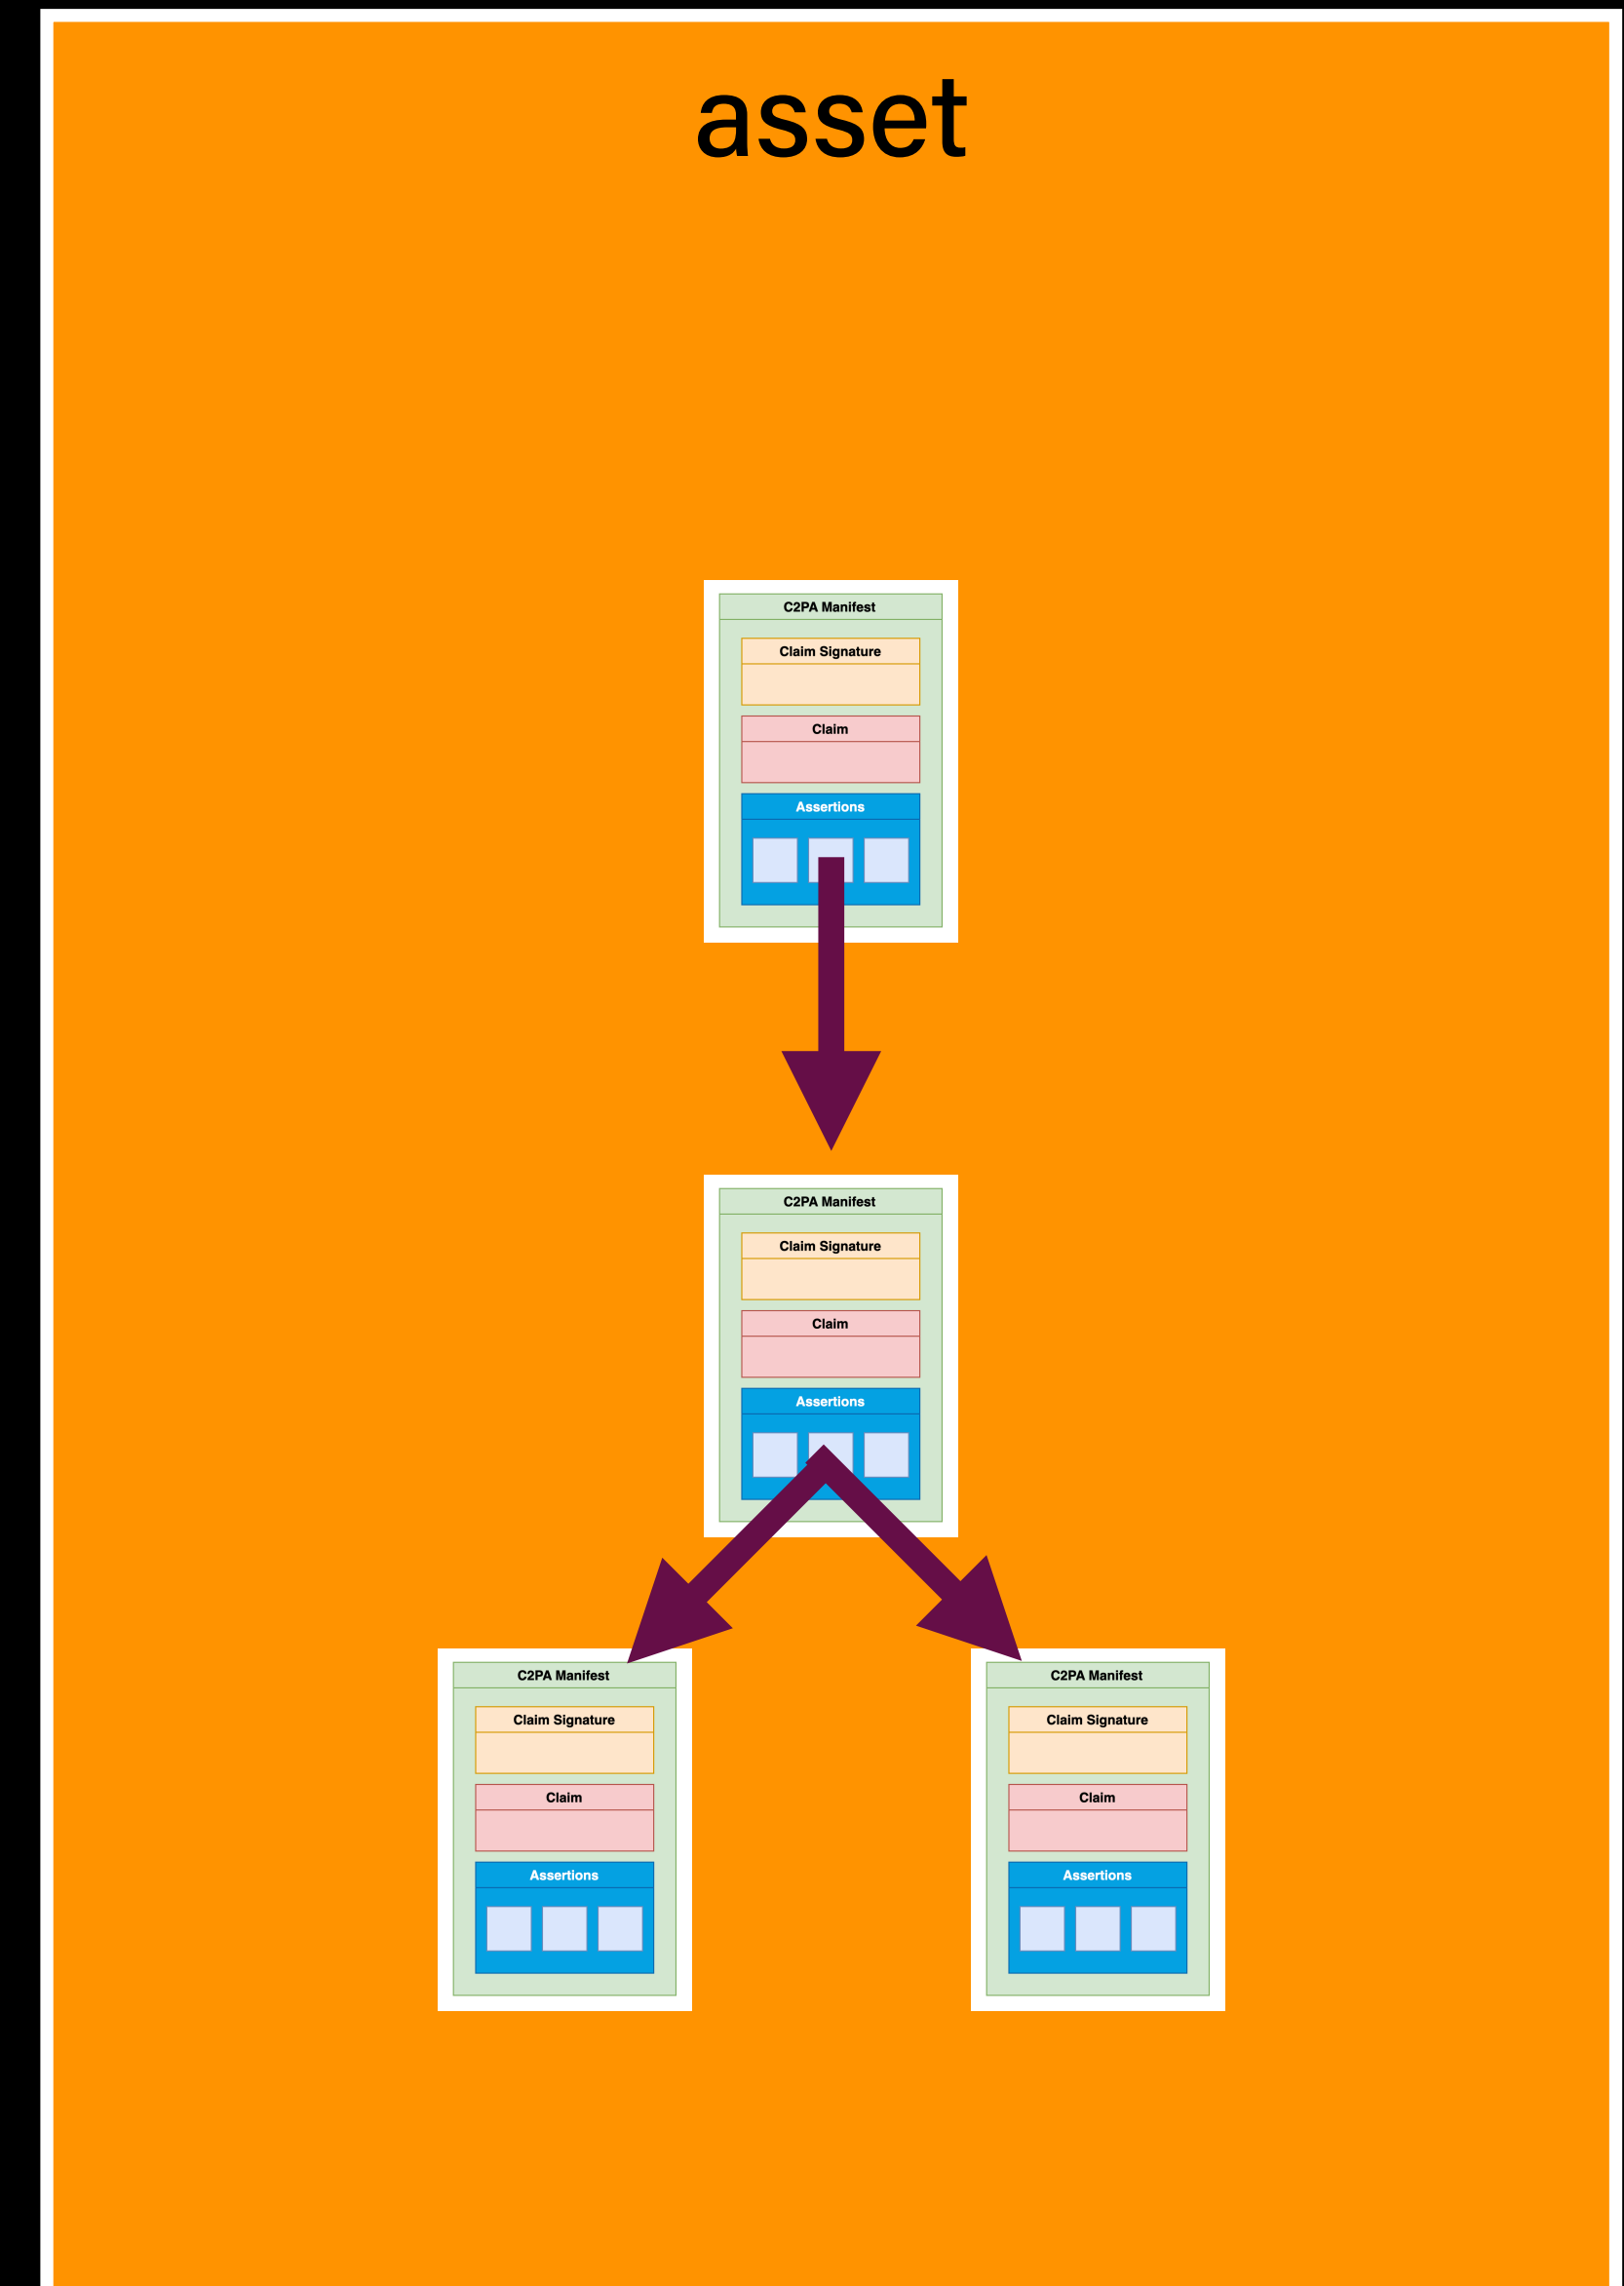 asset
C2PA Manifest
Claim Signature
Claim
Assertions
C2PA Manifest
Claim Signature
Claim
Assertions
C2PA Manifest
Claim Signature
Claim
Assertions
C2PA Manifest
Claim Signature
Claim
Assertions